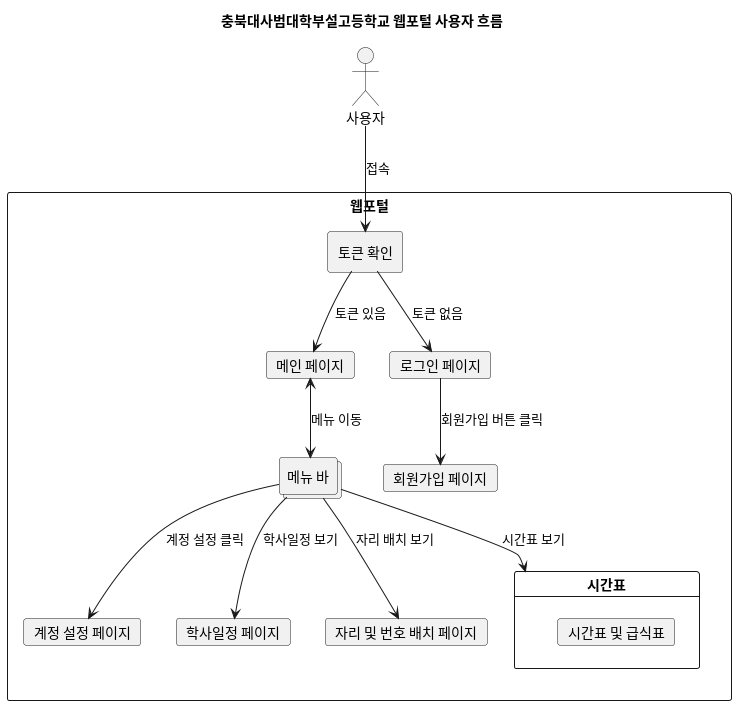 충북대사범대학부설고등학교 웹포털 사용자 흐름
사용자
접속
웹포털
토큰 확인
토큰 있음
토큰 없음
메인 페이지
로그인 페이지
메뉴 이동
회원가입 버튼 클릭
메뉴 바
회원가입 페이지
계정 설정 클릭
학사일정 보기
자리 배치 보기
시간표 보기
시간표
계정 설정 페이지
학사일정 페이지
자리 및 번호 배치 페이지
시간표 및 급식표